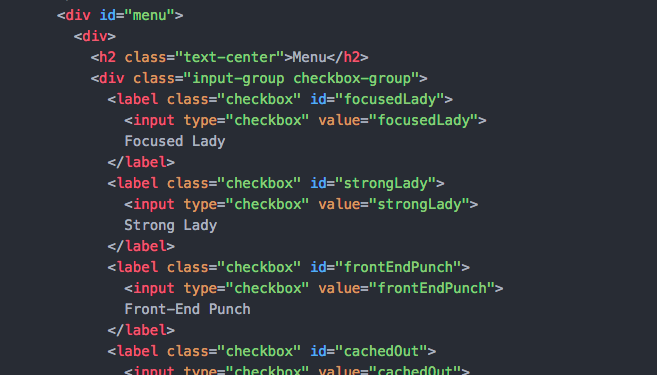 <div id="menu">
<div>
<h2 class="text-center">Menu</h2>
<div class="input-group checkbox-group">
<label class="checkbox" id="focusedLady">
<input type="checkbox" value="focusedLady">
Focused Lady
</label>
<label class="checkbox" id="strongLady">
<input type="checkbox" value="strongLady">
Strong Lady
</label>
<label class="checkbox" id="frontEndPunch">
<input type="checkbox" value="frontEndPunch">
Front-End Punch
</label>
<label class="checkbox" id="cachedOut">
<input type="checkbox" value="cachedOut">